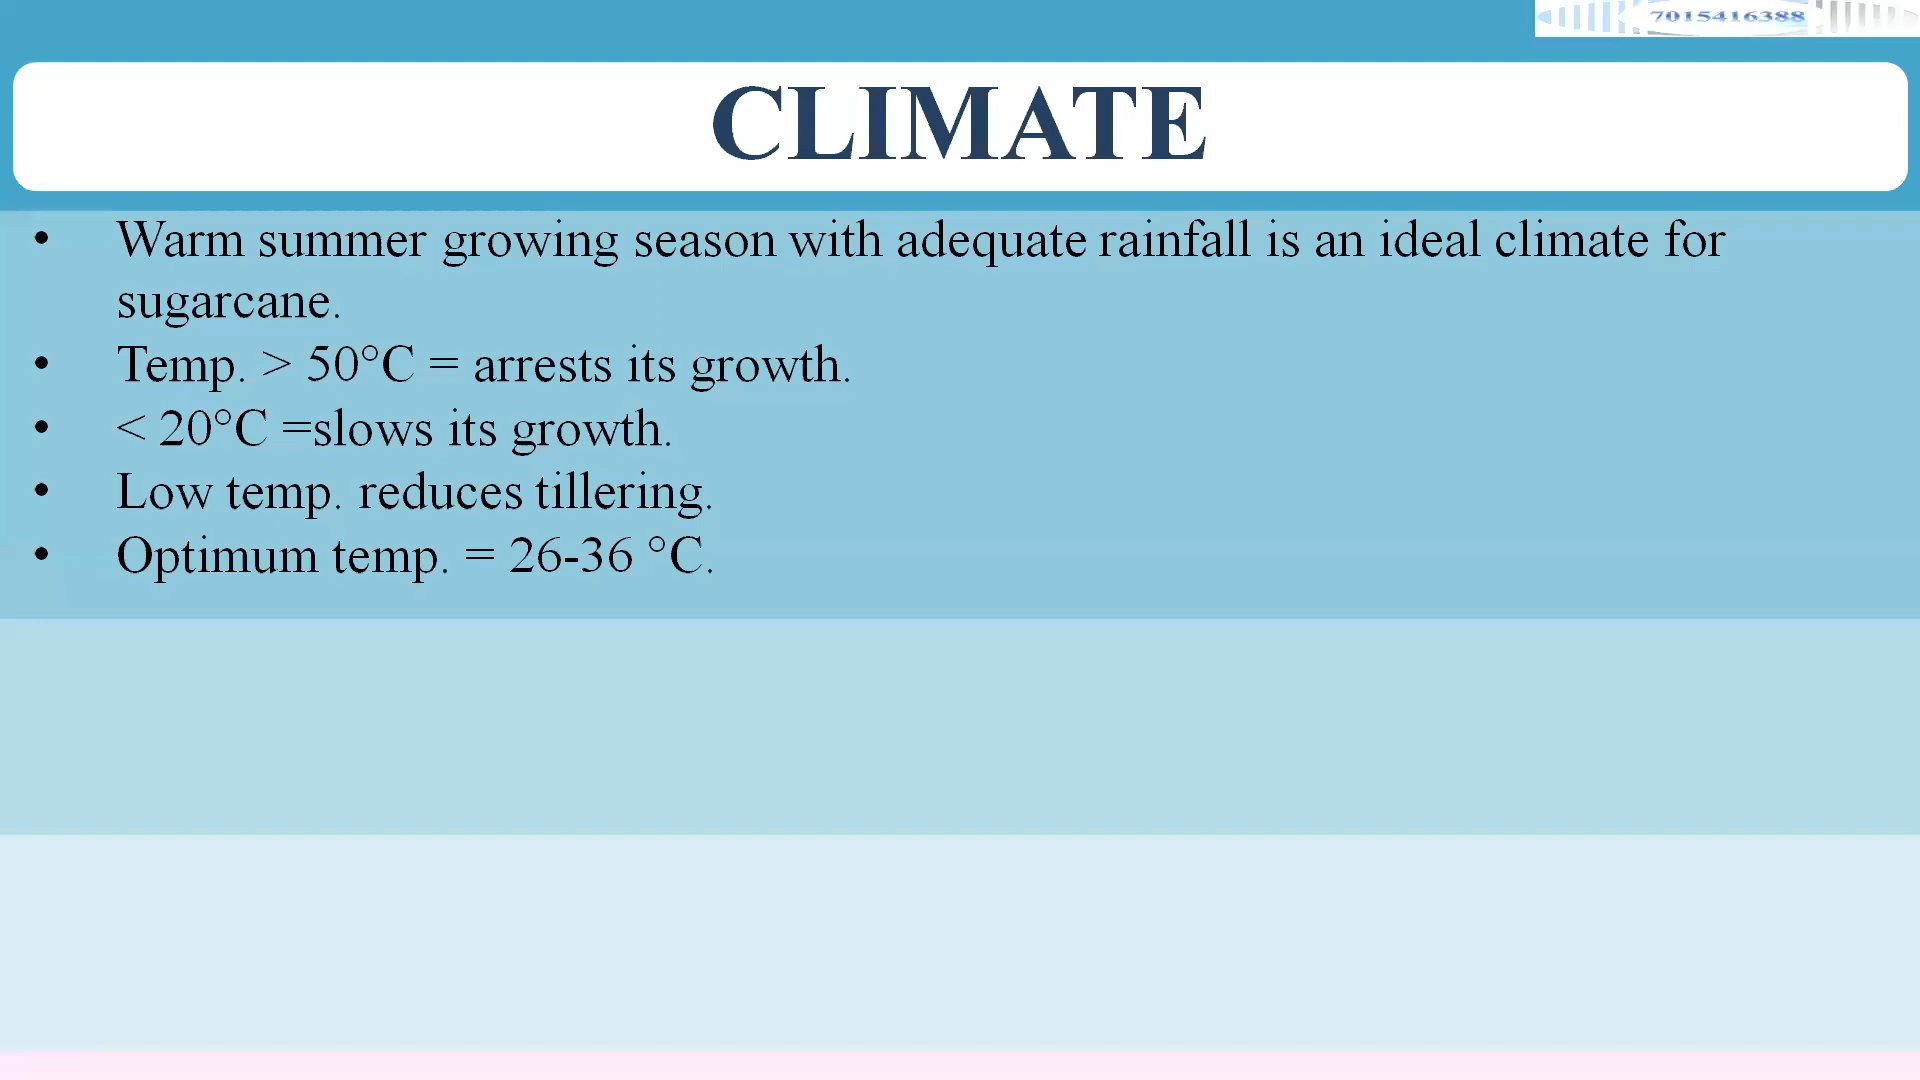 7015416388
CLIMATE
• Warm summer growing season with adequate rainfall is an ideal climate for
sugarcane.
• Temp. > 50°C = arrests its growth.
• < 20°C =slows its growth.
• Low temp. reduces tillering.
• Optimum temp. = 26-36 °C.